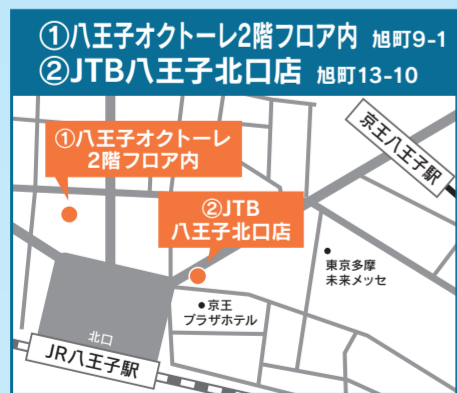 ①八王子オクトーレ2階フロア内 旭町9-1
②JTB八王子北口店 旭町13-10
①八王子オクトーレ
2階フロア内
京王八王子駅
②JTB
八王子北口店
東京多摩
未来メッセ
京王
プラザホテル
北口
JR八王子駅